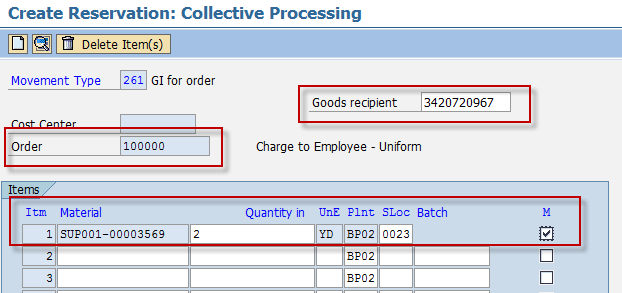 Create Reservation: Collective Processing
Delete Item(s)
Movement Type 261 GI for order
Goods recipient 3420720967
Cost Center
Order 100000 Charge to Employee - Uniform
Items
Itm Material Quantity in UnE Plnt SLoc Batch M
1 SUP001-00003569 2 YD BP02 0023
2 BP02
3 BP02